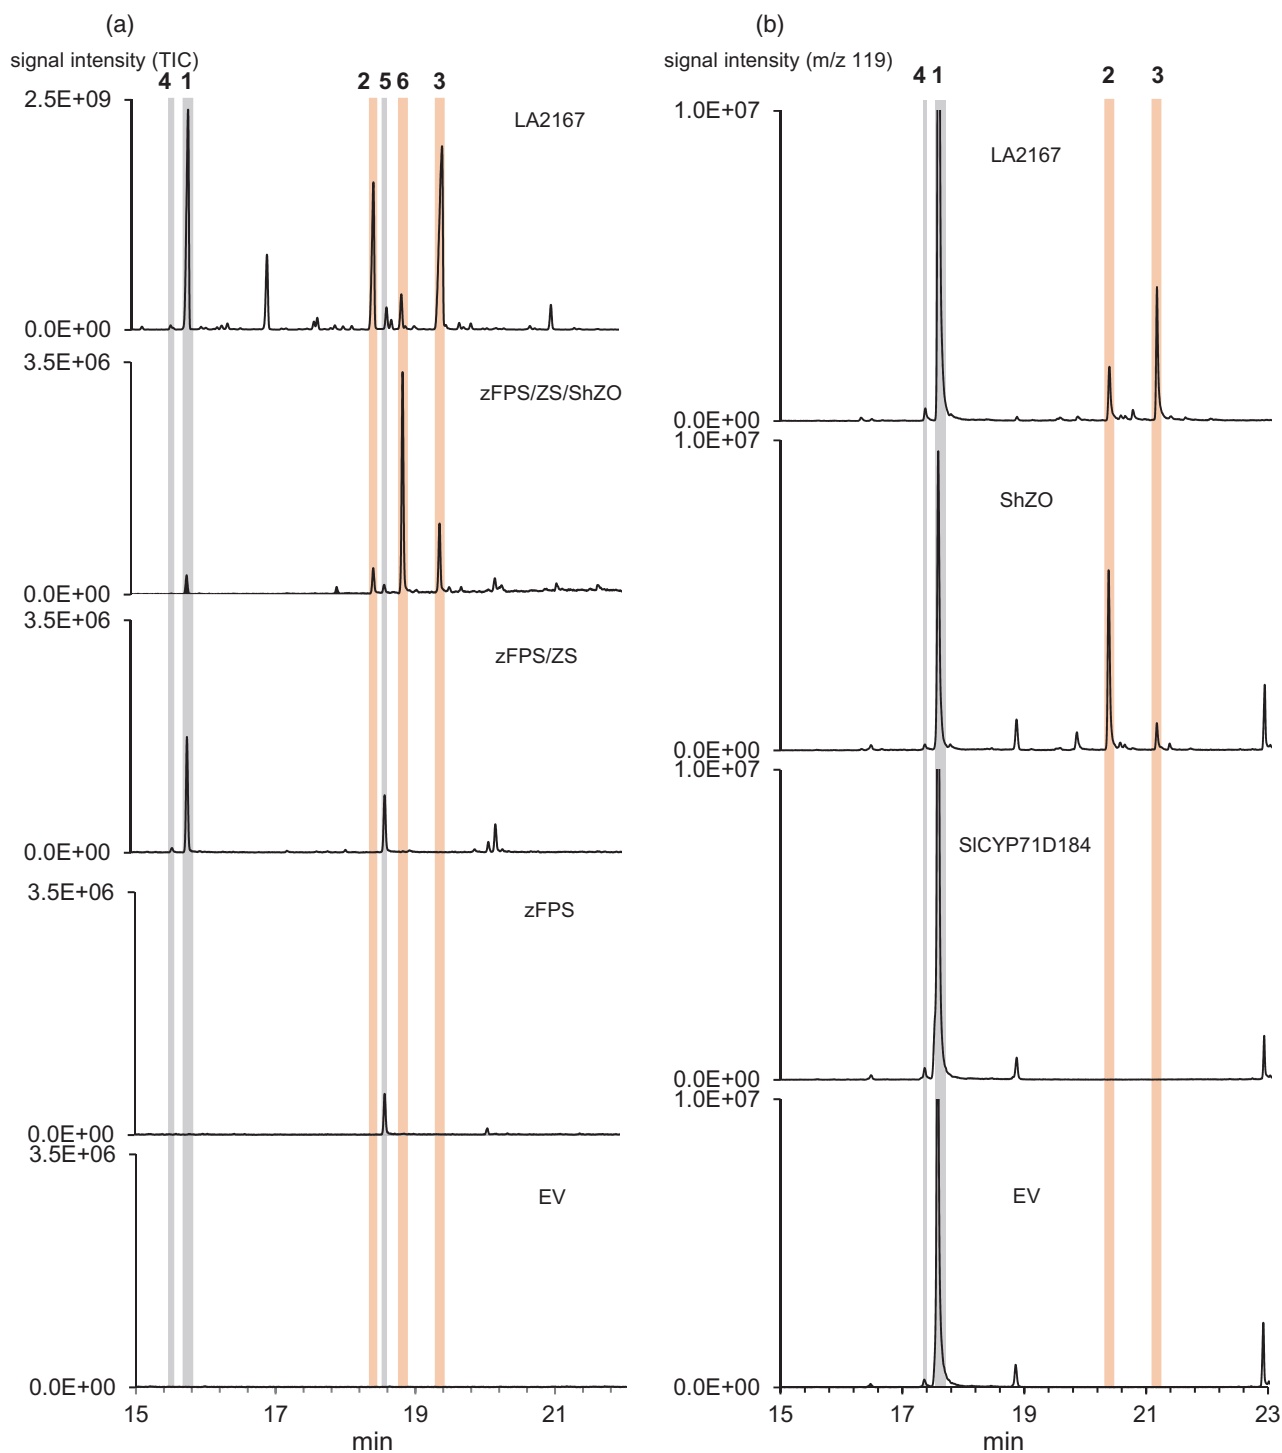 (a)
signal intensity (TIC)
4 1 2 5 6 3
2.5E+09
LA2167
0.0E+00
3.5E+06
zFPS/ZS/ShZO
0.0E+00
3.5E+06
zFPS/ZS
0.0E+00
3.5E+06
zFPS
0.0E+00
3.5E+06
EV
0.0E+00
15 17 19 21
min
(b)
signal intensity (m/z 119)
4 1 2 3
1.0E+07
LA2167
0.0E+00
1.0E+07
ShZO
0.0E+00
1.0E+07
SlCYP71D184
0.0E+00
1.0E+07
EV
0.0E+00
15 17 19 21 23
min